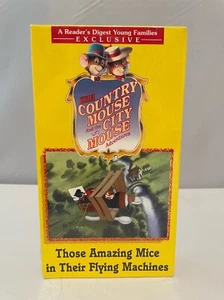 A Reader's Digest Young Families
EXCLUSIVE
THE
COUNTRY
MOUSE
AND THE
CITY
MOUSE
ADVENTURES
Those Amazing Mice
in Their Flying Machines